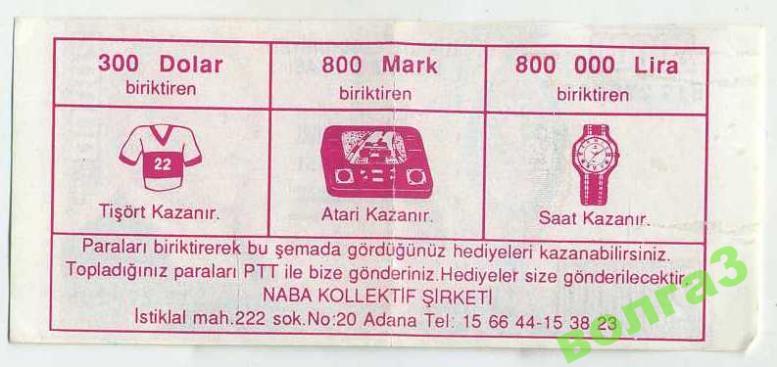 300 Dolar
biriktiren
800 Mark
biriktiren
800 000 Lira
biriktiren
22
Tişört Kazanır.
Atari Kazanır.
Saat Kazanır.
Paraları biriktirerek bu şemada gördüğünüz hediyeleri kazanabilirsiniz.
Topladığınız paraları PTT ile bize gönderiniz.Hediyeler size gönderilecektir.
NABA KOLLEKTİF ŞİRKETİ
İstiklal mah.222 sok.No:20 Adana Tel: 15 66 44-15 38 23
волга3